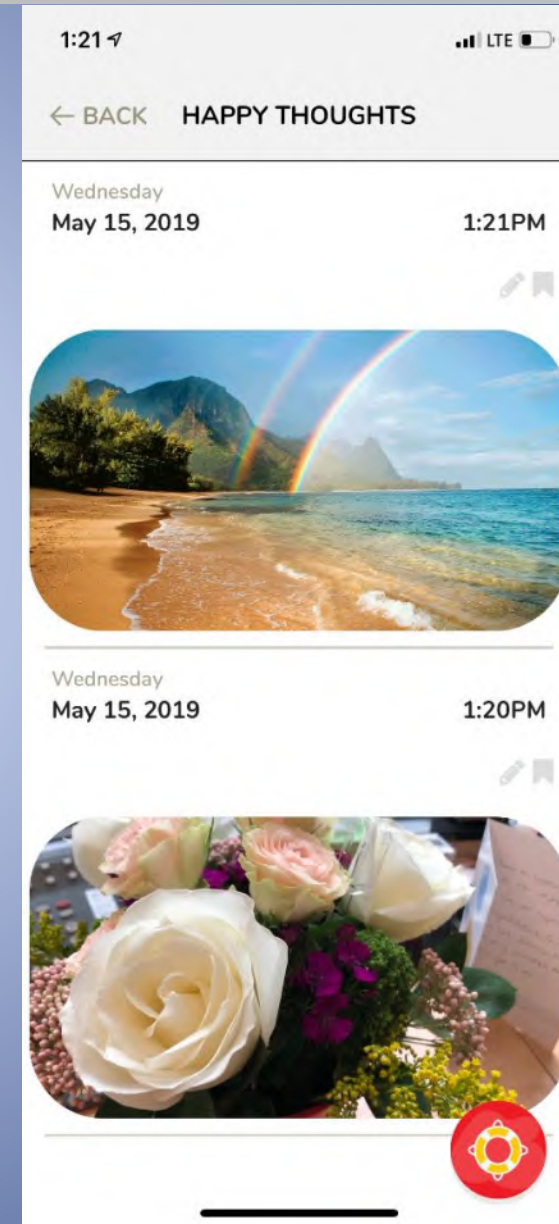 1:21
LTE
← BACK HAPPY THOUGHTS
Wednesday
May 15, 2019 1:21PM
Wednesday
May 15, 2019 1:20PM